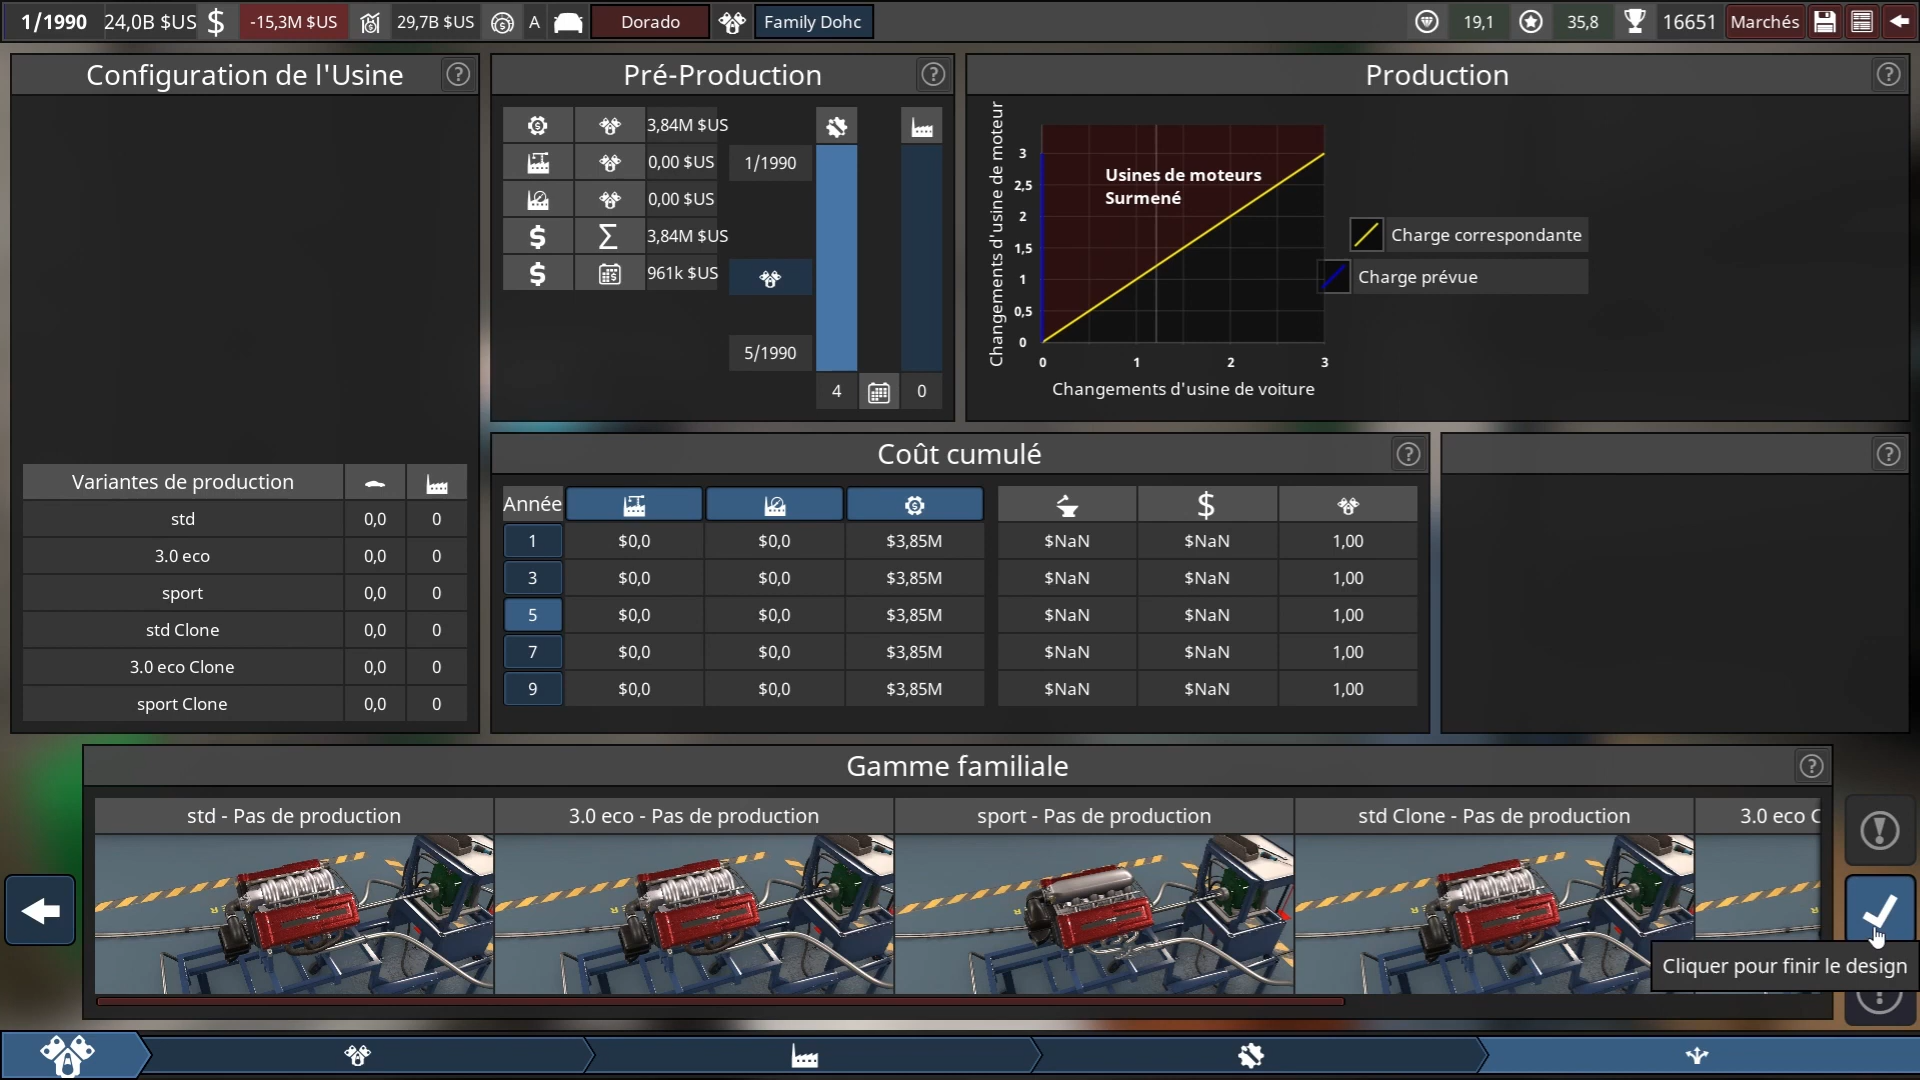 1/1990
24,0B $US
-15,3M $US
29,7B $US
A
Dorado
Family Dohc
19,1
35,8
16651
Marchés
Configuration de l'Usine
Variantes de production
std 0,0 0
3.0 eco 0,0 0
sport 0,0 0
std Clone 0,0 0
3.0 eco Clone 0,0 0
sport Clone 0,0 0
Pré-Production
3,84M $US
0,00 $US
0,00 $US
3,84M $US
961k $US
1/1990
5/1990
4 0
Production
Changements d'usine de moteur
3
2,5
2
1,5
1
0,5
0
Usines de moteurs
Surmené
0 1 2 3
Changements d'usine de voiture
Charge correspondante
Charge prévue
Coût cumulé
Année
1 $0,0 $0,0 $3,85M $NaN $NaN 1,00
3 $0,0 $0,0 $3,85M $NaN $NaN 1,00
5 $0,0 $0,0 $3,85M $NaN $NaN 1,00
7 $0,0 $0,0 $3,85M $NaN $NaN 1,00
9 $0,0 $0,0 $3,85M $NaN $NaN 1,00
Gamme familiale
std - Pas de production
3.0 eco - Pas de production
sport - Pas de production
std Clone - Pas de production
3.0 eco C
Cliquer pour finir le design